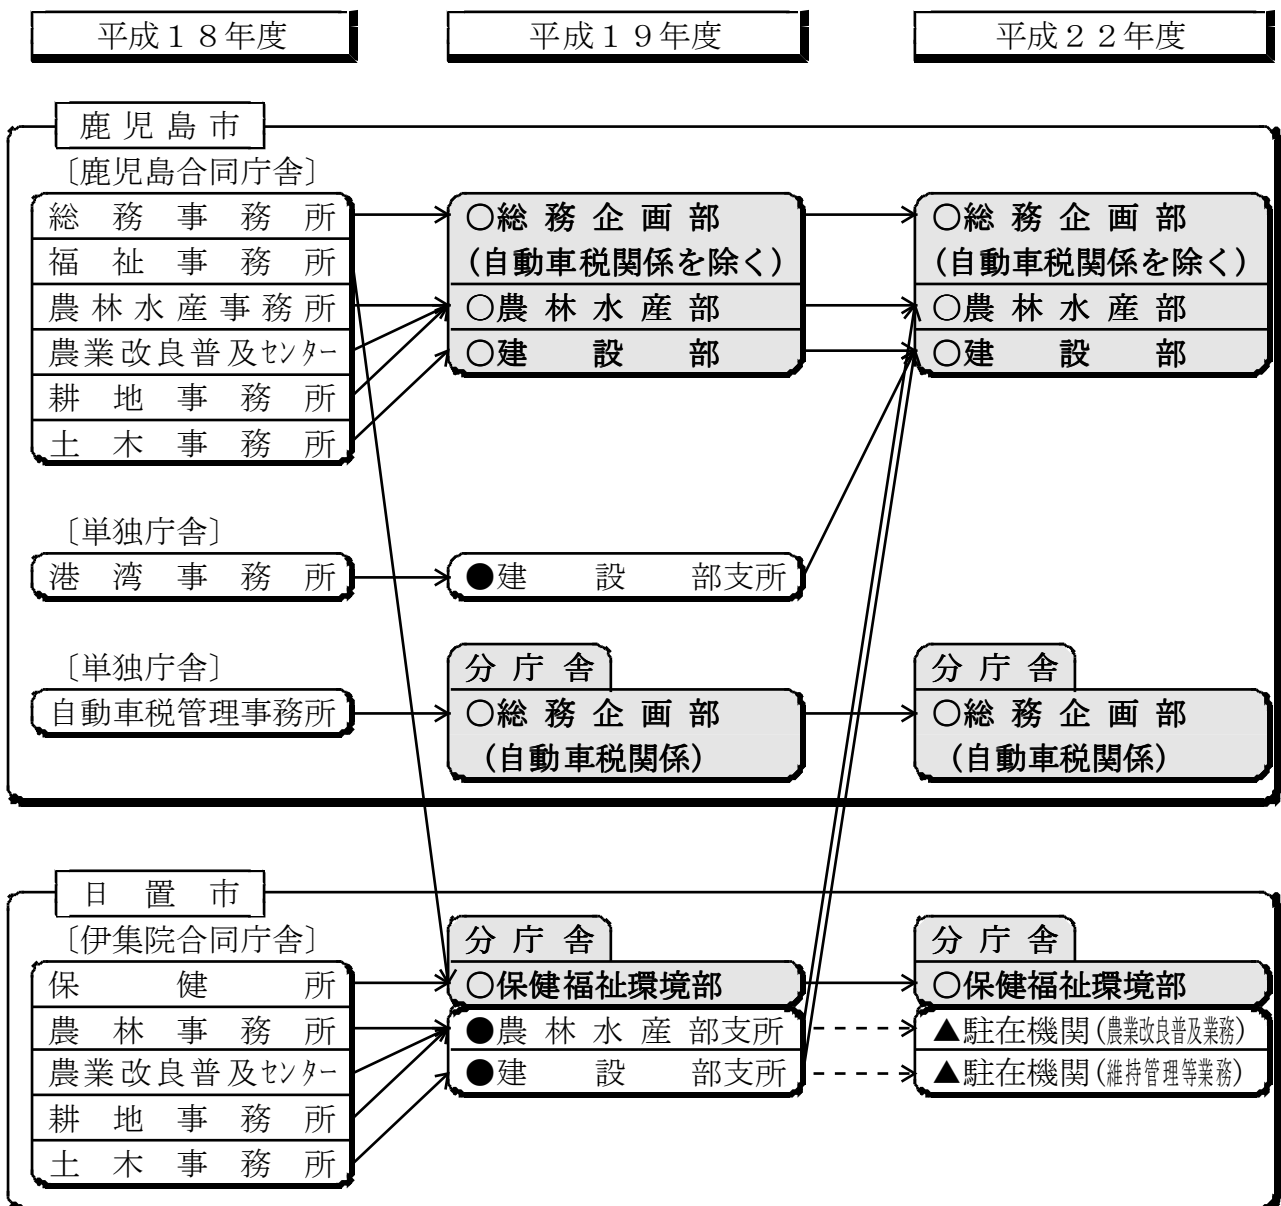 平成１８年度
平成１９年度
平成２２年度
鹿児島市
〔鹿児島合同庁舎〕
総務事務所
福祉事務所
農林水産事務所
農業改良普及センター
耕地事務所
土木事務所
○総務企画部
(自動車税関係を除く)
○農林水産部
○建設部
○総務企画部
(自動車税関係を除く)
○農林水産部
○建設部
〔単独庁舎〕
港湾事務所
●建設部支所
〔単独庁舎〕
自動車税管理事務所
分庁舎
○総務企画部
(自動車税関係)
分庁舎
○総務企画部
(自動車税関係)
日置市
〔伊集院合同庁舎〕
保健所
農林事務所
農業改良普及センター
耕地事務所
土木事務所
分庁舎
○保健福祉環境部
●農林水産部支所
●建設部支所
分庁舎
○保健福祉環境部
▲駐在機関(農業改良普及業務)
▲駐在機関(維持管理等業務)